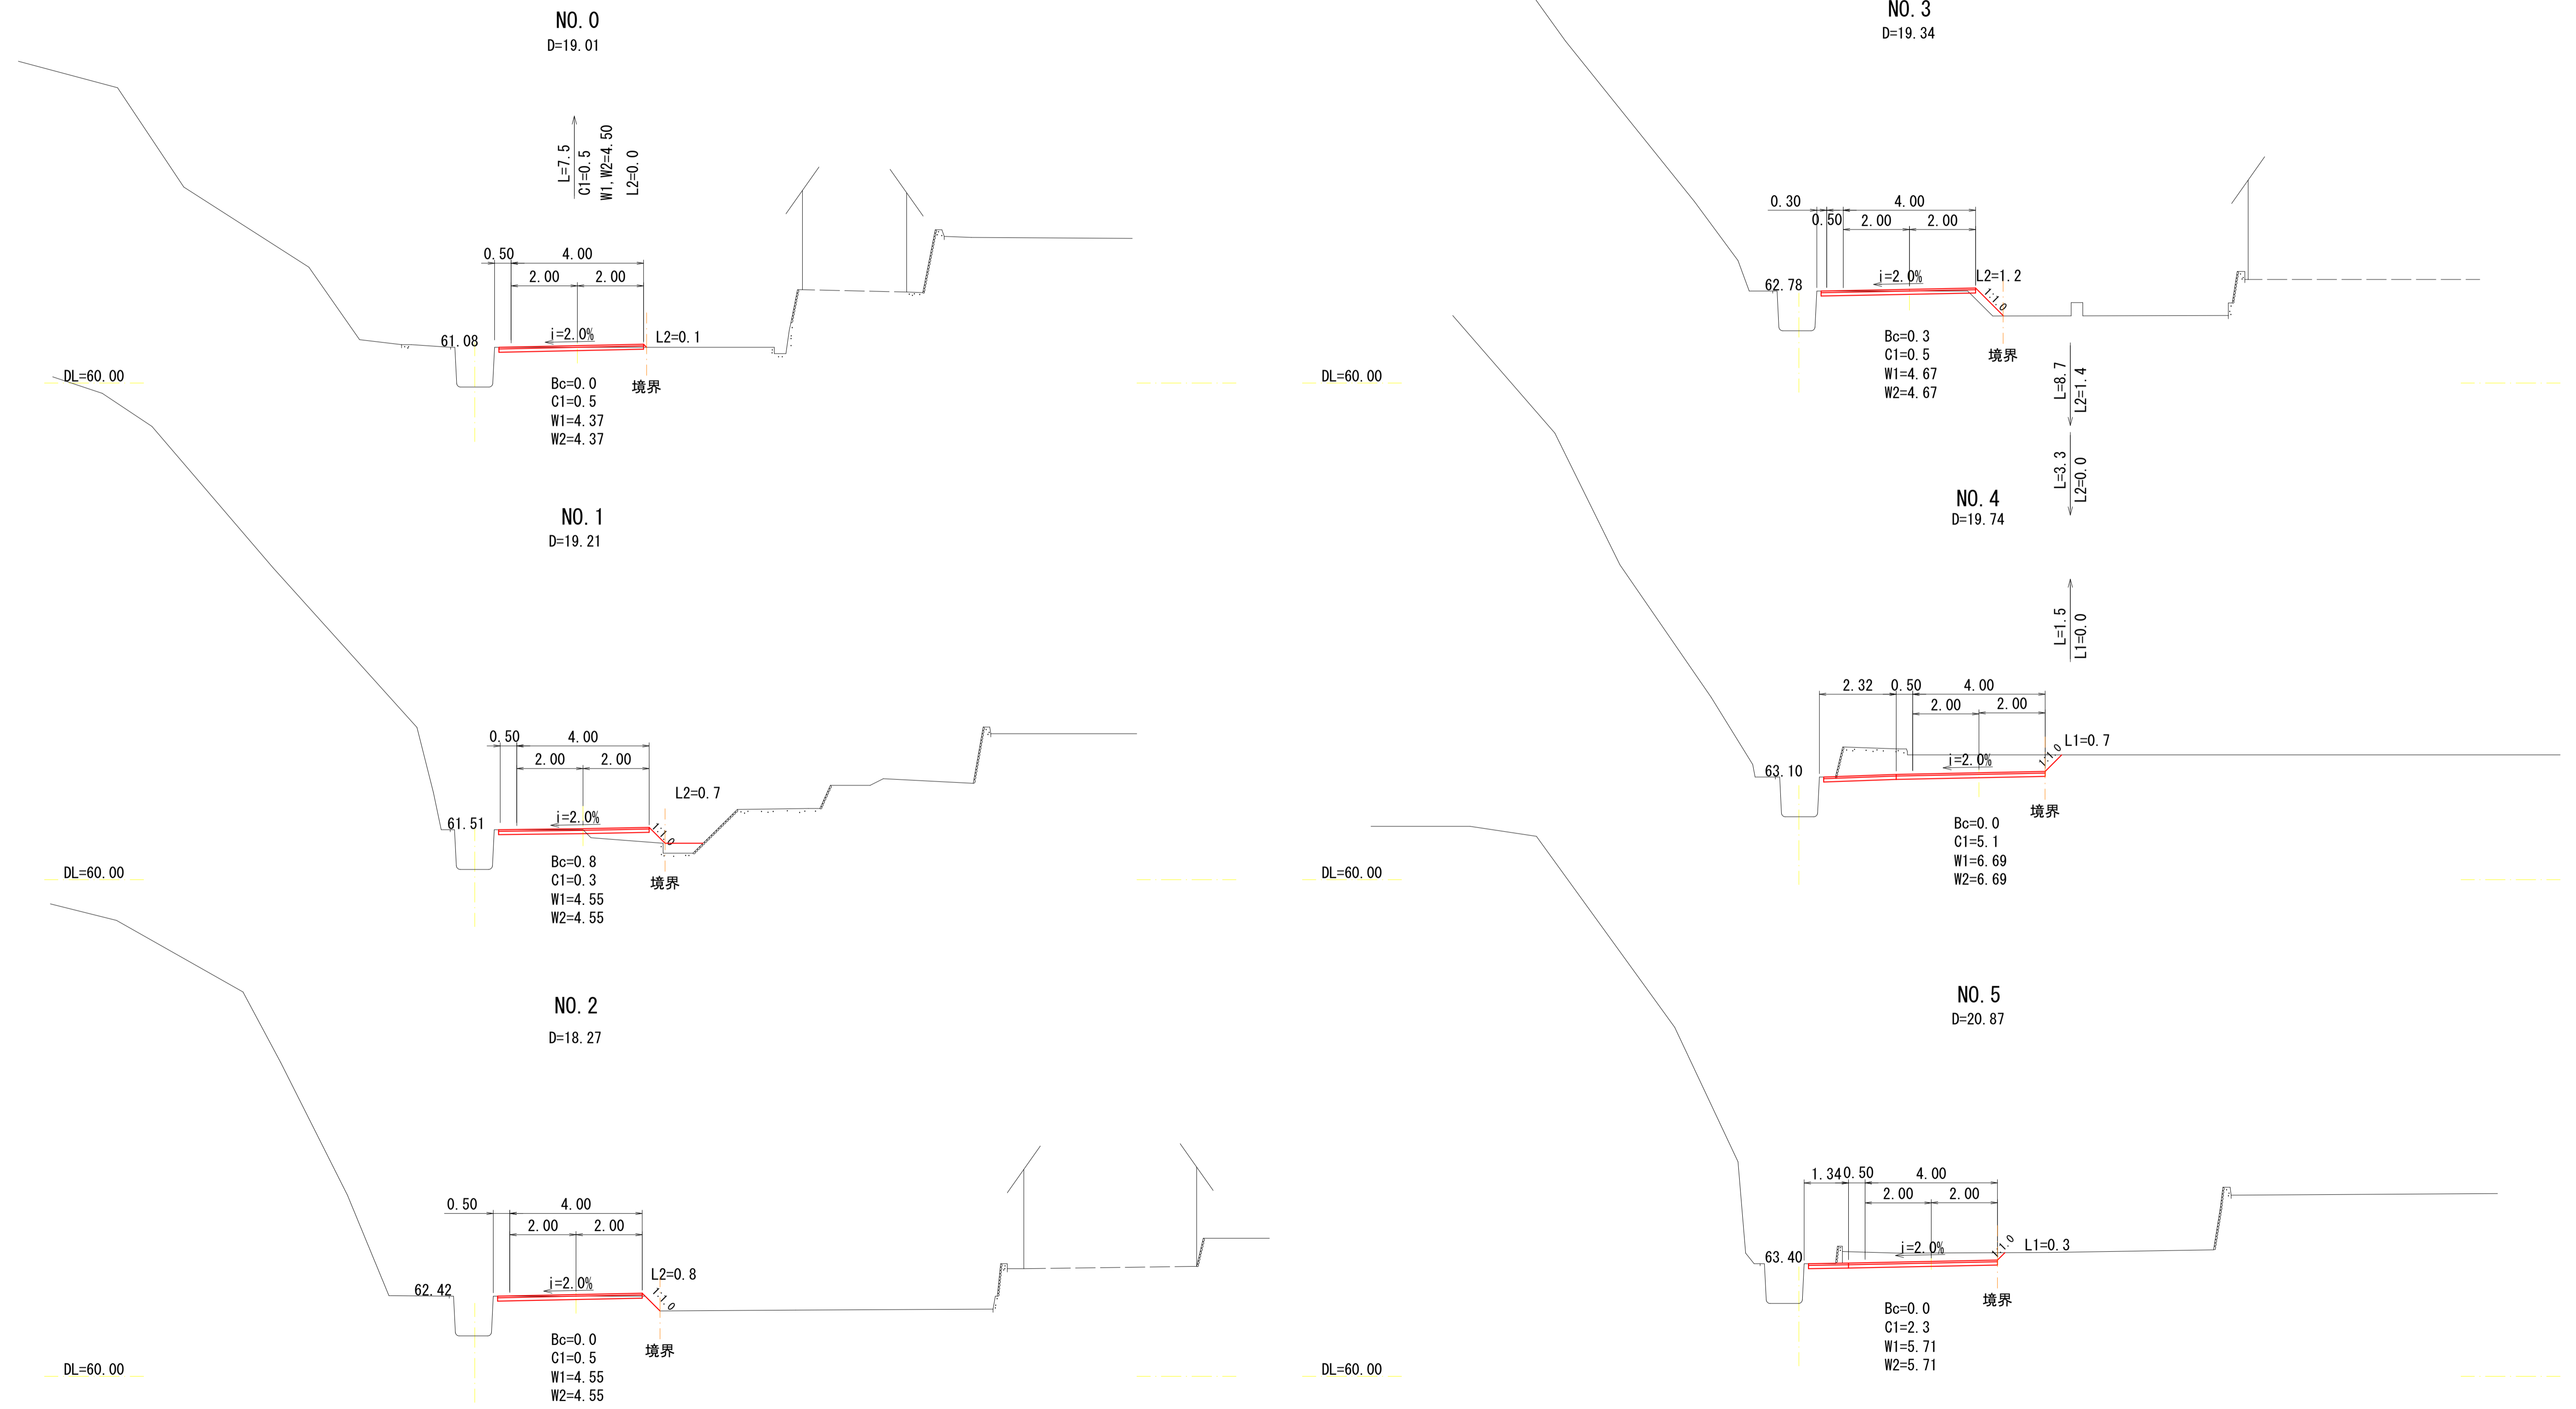 NO.0
D=19.01
L=7.5
C1=0.5
W1,W2=4.50
L2=0.0
0.50
4.00
2.00
2.00
61.08
i=2.0%
L2=0.1
DL=60.00
Bc=0.0
C1=0.5
W1=4.37
W2=4.37
境界
NO.1
D=19.21
0.50
4.00
2.00
2.00
L2=0.7
61.51
i=2.0%
1:1.0
DL=60.00
Bc=0.8
C1=0.3
W1=4.55
W2=4.55
境界
NO.2
D=18.27
0.50
4.00
2.00
2.00
L2=0.8
62.42
i=2.0%
1:1.0
DL=60.00
Bc=0.0
C1=0.5
W1=4.55
W2=4.55
境界
NO.3
D=19.34
0.30
4.00
0.50
2.00
2.00
62.78
i=2.0%
L2=1.2
1:1.0
DL=60.00
Bc=0.3
C1=0.5
W1=4.67
W2=4.67
境界
L=8.7
L2=1.4
L=3.3
L2=0.0
NO.4
D=19.74
L=1.5
L1=0.0
2.32
0.50
4.00
2.00
2.00
L1=0.7
63.10
i=2.0%
1:1.0
DL=60.00
境界
Bc=0.0
C1=5.1
W1=6.69
W2=6.69
NO.5
D=20.87
1.34
0.50
4.00
2.00
2.00
63.40
i=2.0%
1:1.0
L1=0.3
DL=60.00
境界
Bc=0.0
C1=2.3
W1=5.71
W2=5.71